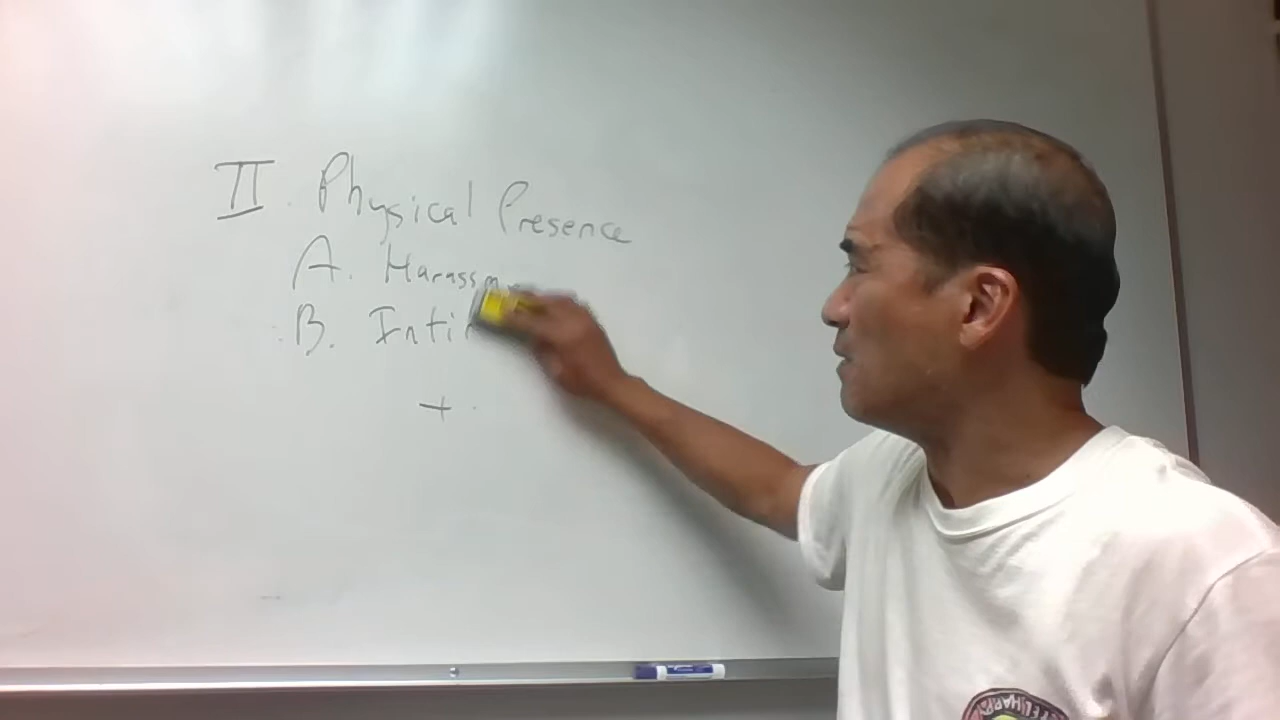 II. Physical Presence
A. Harassm
B. Inti
+